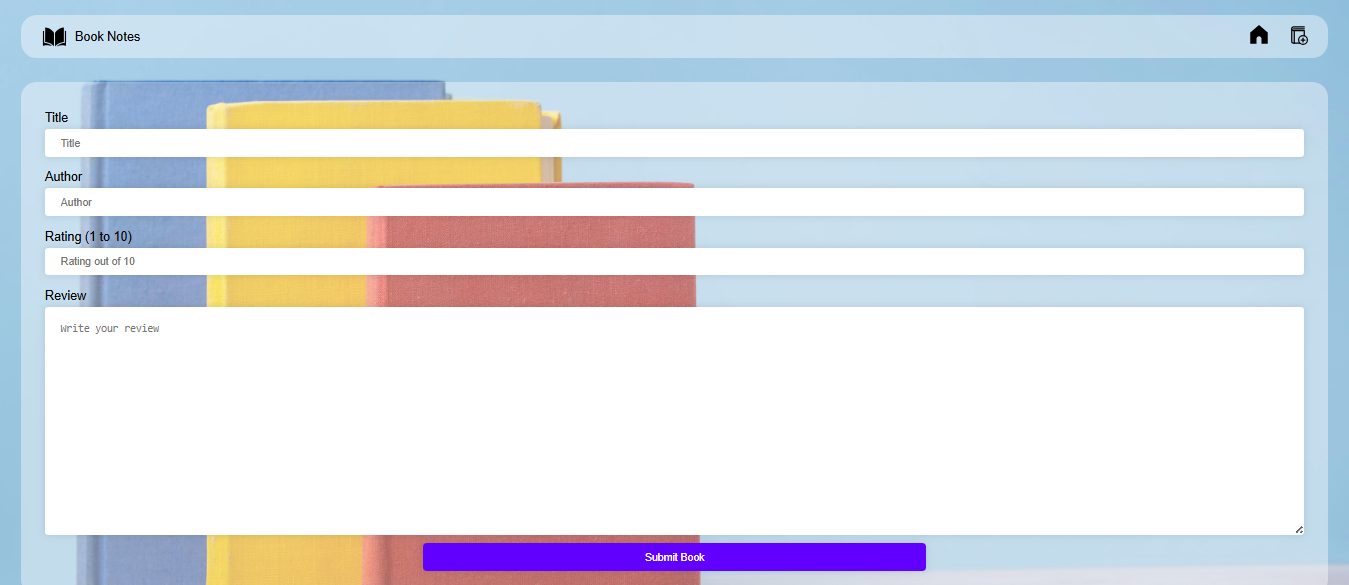 Book Notes
Title
Title
Author
Author
Rating (1 to 10)
Rating out of 10
Review
Write your review
Submit Book